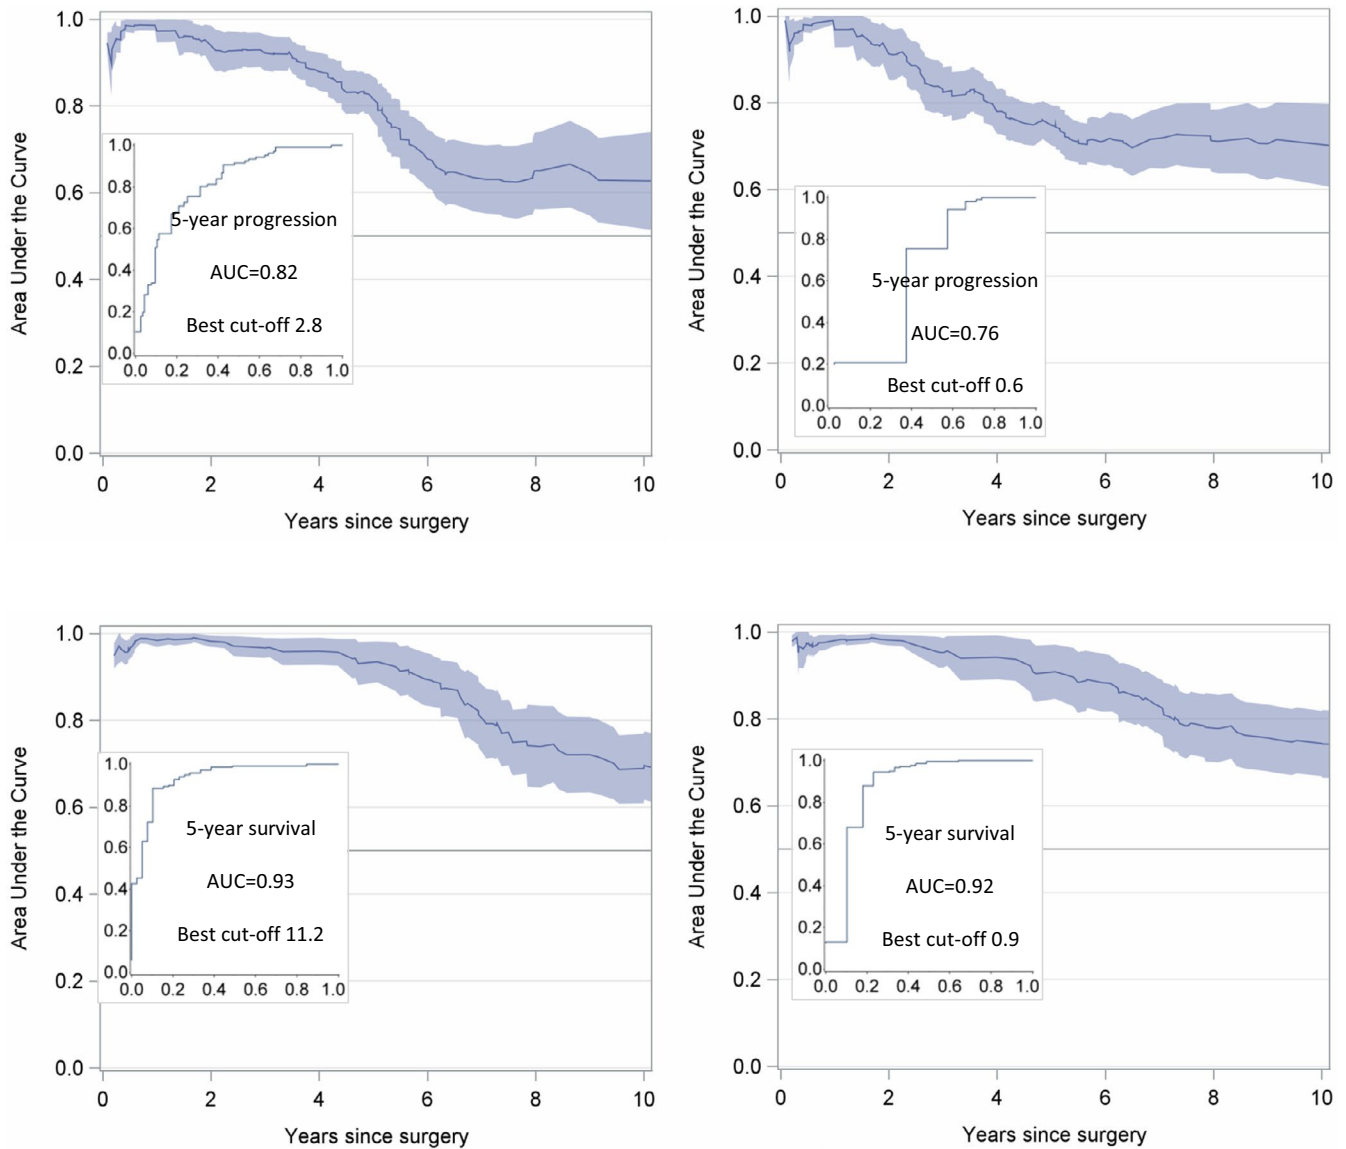 1.0
0.8
0.6
0.4
0.2
0.0
0 2 4 6 8 10
Area Under the Curve
Years since surgery
1.0
0.8
0.6
0.4
0.2
0.0
0.0 0.2 0.4 0.6 0.8 1.0
5-year progression
AUC=0.82
Best cut-off 2.8
1.0
0.8
0.6
0.4
0.2
0.0
0 2 4 6 8 10
Area Under the Curve
Years since surgery
1.0
0.8
0.6
0.4
0.2
0.0
0.0 0.2 0.4 0.6 0.8 1.0
5-year progression
AUC=0.76
Best cut-off 0.6
1.0
0.8
0.6
0.4
0.2
0.0
0 2 4 6 8 10
Area Under the Curve
Years since surgery
1.0
0.8
0.6
0.4
0.2
0.0
0.0 0.2 0.4 0.6 0.8 1.0
5-year survival
AUC=0.93
Best cut-off 11.2
1.0
0.8
0.6
0.4
0.2
0.0
0 2 4 6 8 10
Area Under the Curve
Years since surgery
1.0
0.8
0.6
0.4
0.2
0.0
0.0 0.2 0.4 0.6 0.8 1.0
5-year survival
AUC=0.92
Best cut-off 0.9